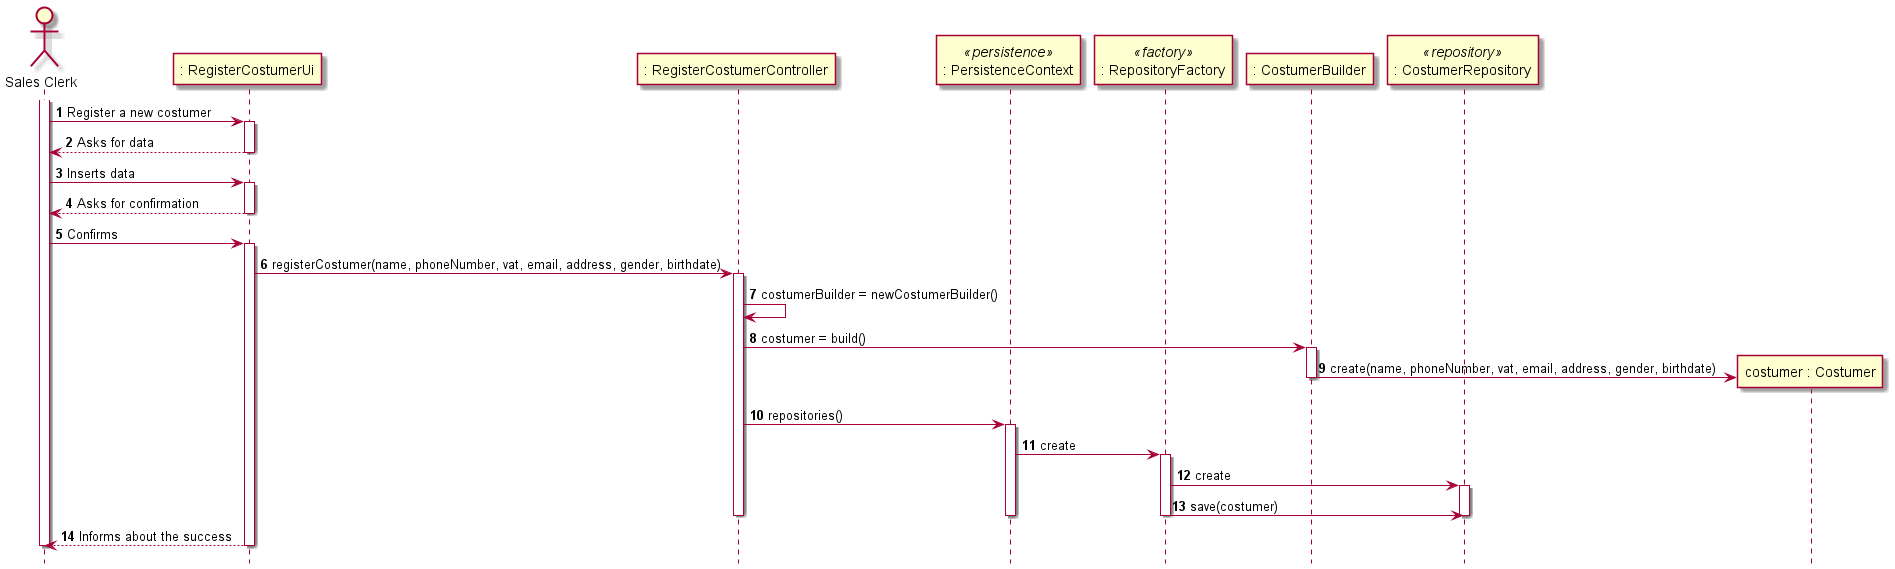 «persistence»
«factory»
«repository»
: RegisterCostumerUi
: RegisterCostumerController
: PersistenceContext
: RepositoryFactory
: CostumerBuilder
: CostumerRepository
Sales Clerk
1 Register a new costumer
2 Asks for data
3 Inserts data
4 Asks for confirmation
5 Confirms
6 registerCostumer(name, phoneNumber, vat, email, address, gender, birthdate)
7 costumerBuilder = newCostumerBuilder()
8 costumer = build()
9 create(name, phoneNumber, vat, email, address, gender, birthdate)
costumer : Costumer
10 repositories()
11 create
12 create
13 save(costumer)
14 Informs about the success